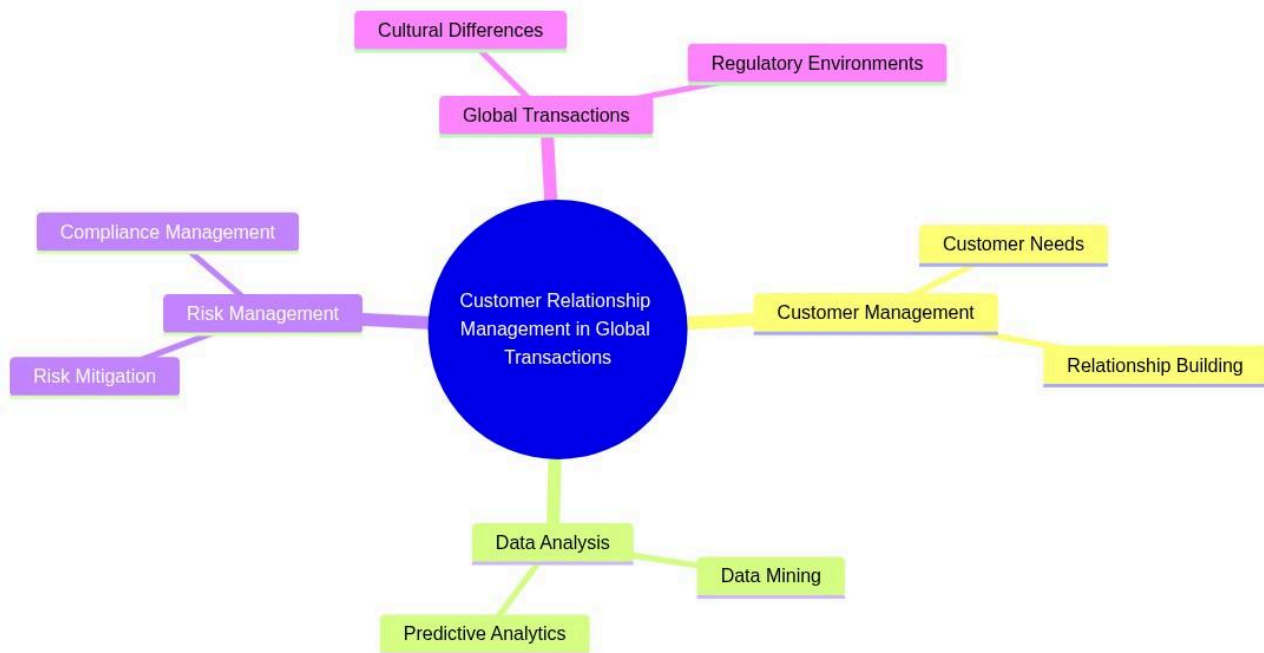 Cultural Differences
Regulatory Environments
Global Transactions
Compliance Management
Customer Needs
Risk Management
Customer Relationship
Management in Global
Transactions
Customer Management
Risk Mitigation
Relationship Building
Data Analysis
Data Mining
Predictive Analytics